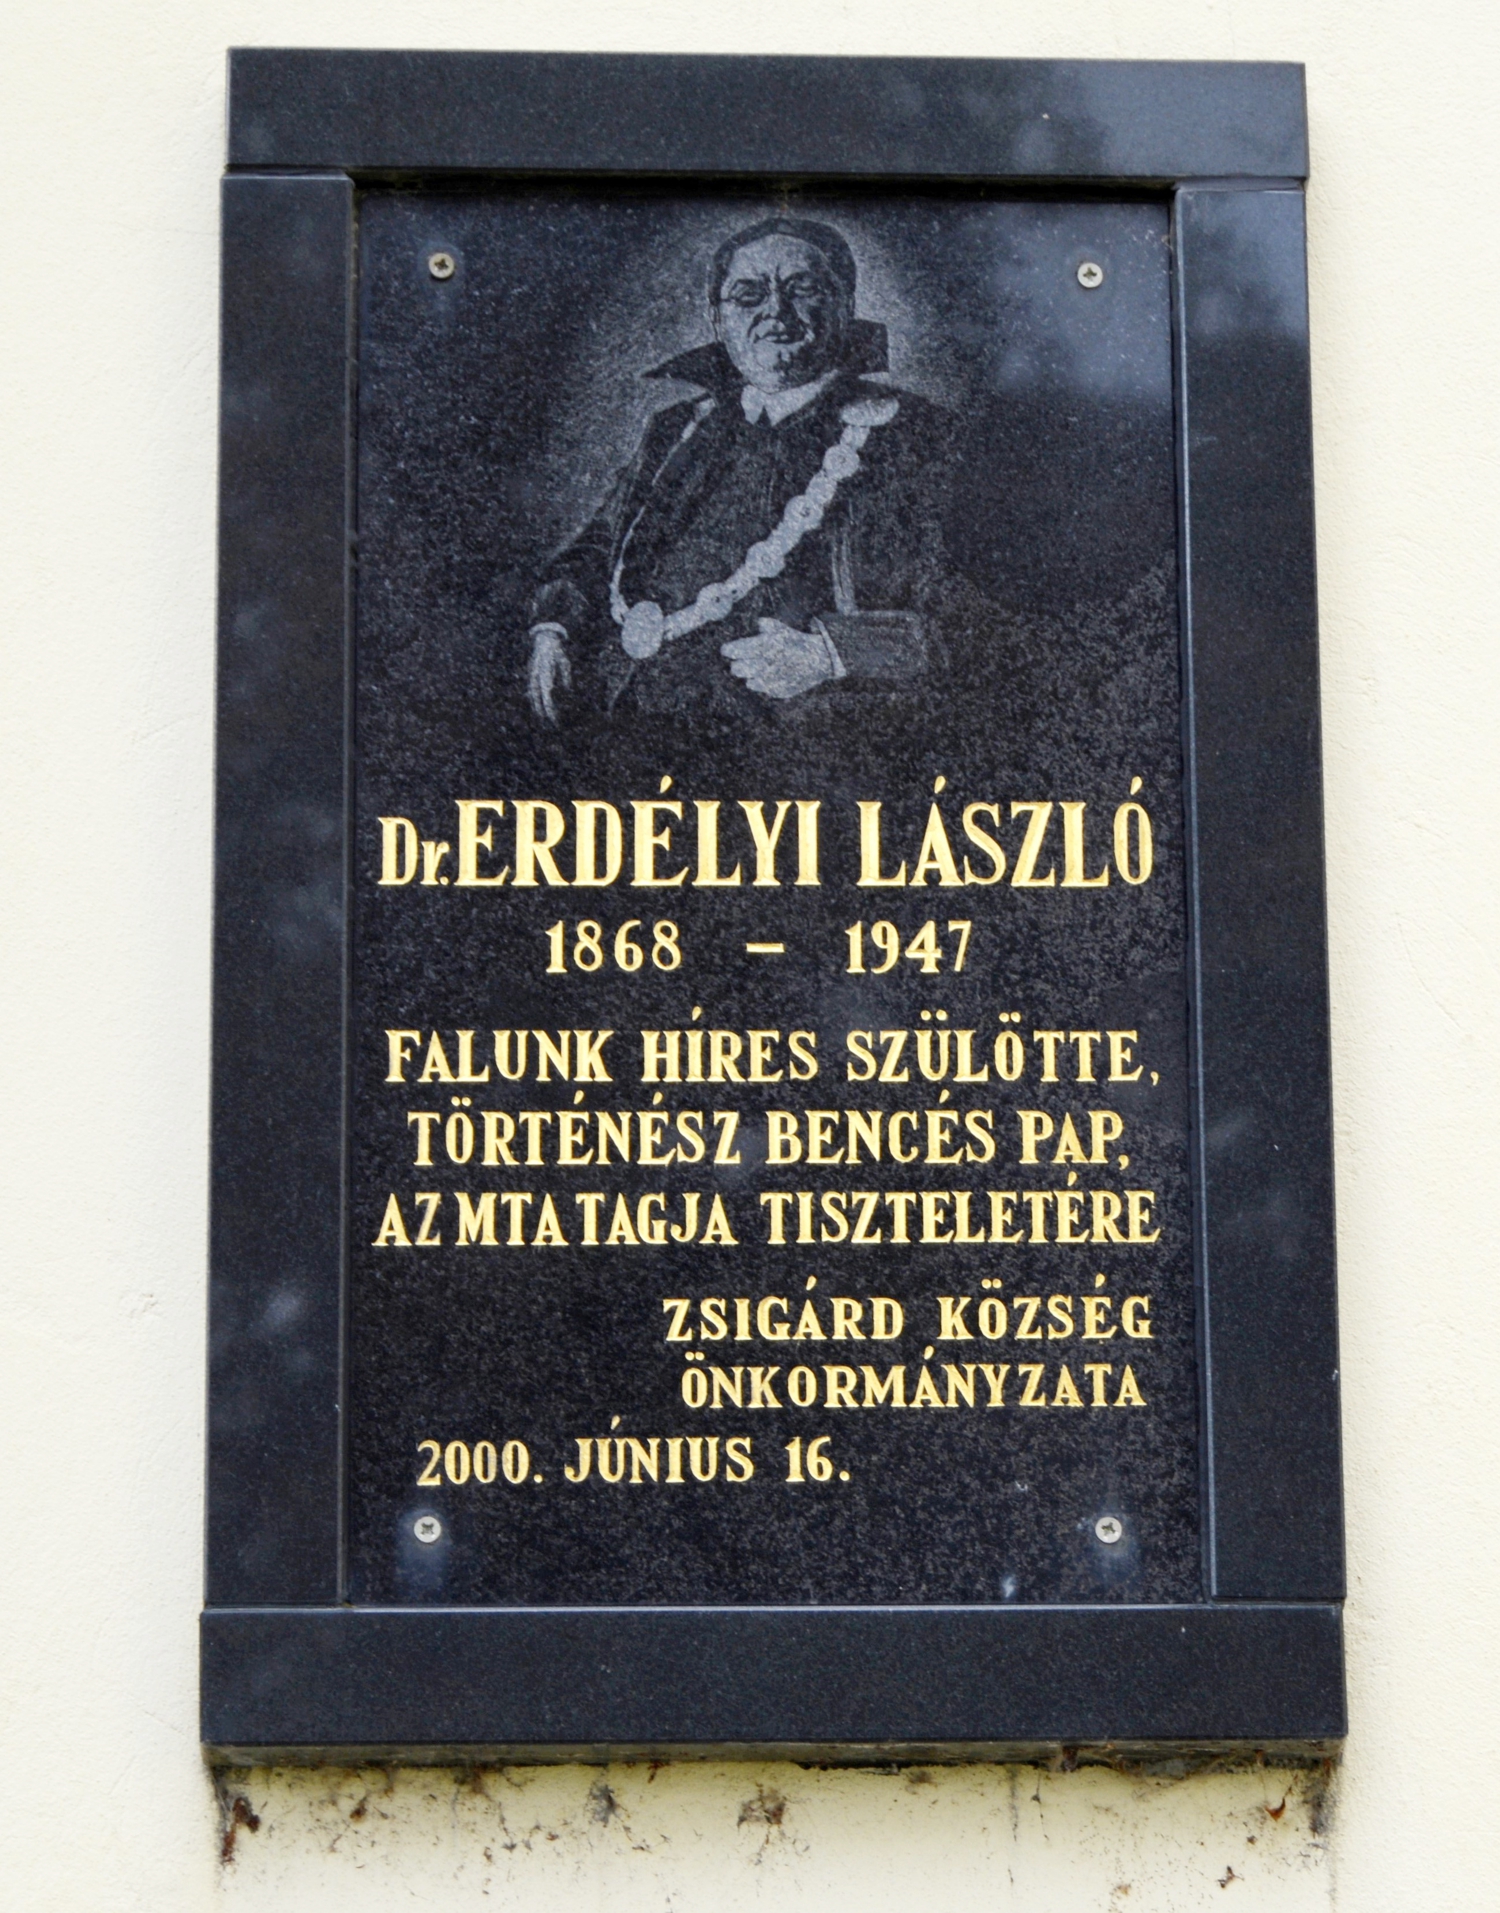 Dr. ERDÉLYI LÁSZLÓ
1868 – 1947
FALUNK HÍRES SZÜLÖTTE,
TÖRTÉNÉSZ BENCÉS PAP,
AZ MTA TAGJA TISZTELETÉRE
ZSIGÁRD KÖZSÉG
ÖNKORMÁNYZATA
2000. JÚNIUS 16.